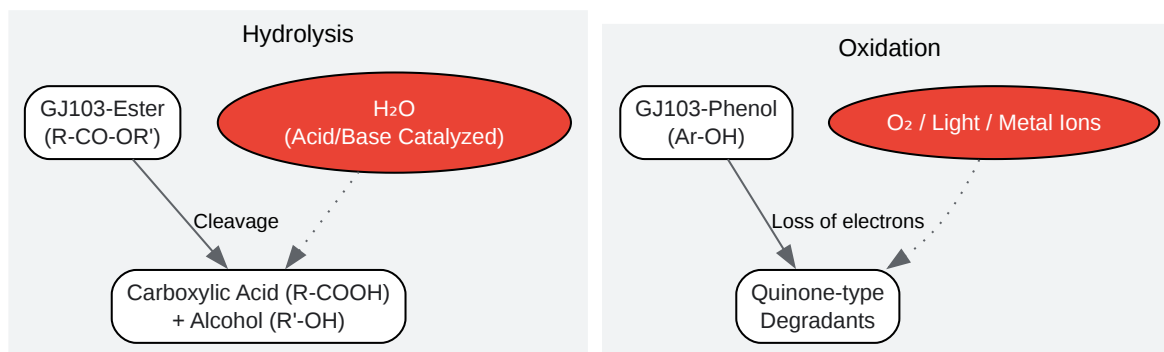 Hydrolysis
GJ103-Ester
(R-CO-OR')
H₂O
(Acid/Base Catalyzed)
Cleavage
Carboxylic Acid (R-COOH)
+ Alcohol (R'-OH)
Oxidation
GJ103-Phenol
(Ar-OH)
O₂ / Light / Metal Ions
Loss of electrons
Quinone-type
Degradants